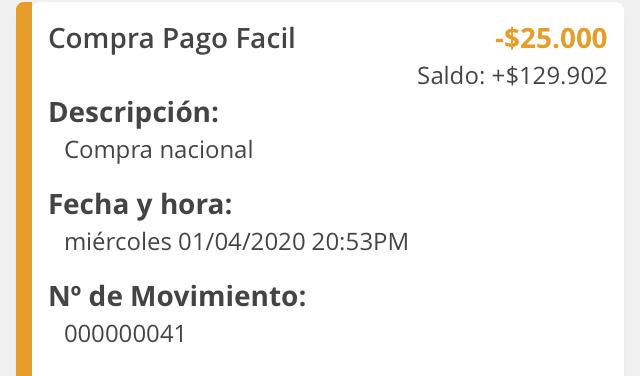 Compra Pago Facil -$25.000
Saldo: +$129.902
Descripción:
Compra nacional
Fecha y hora:
miércoles 01/04/2020 20:53PM
Nº de Movimiento:
000000041